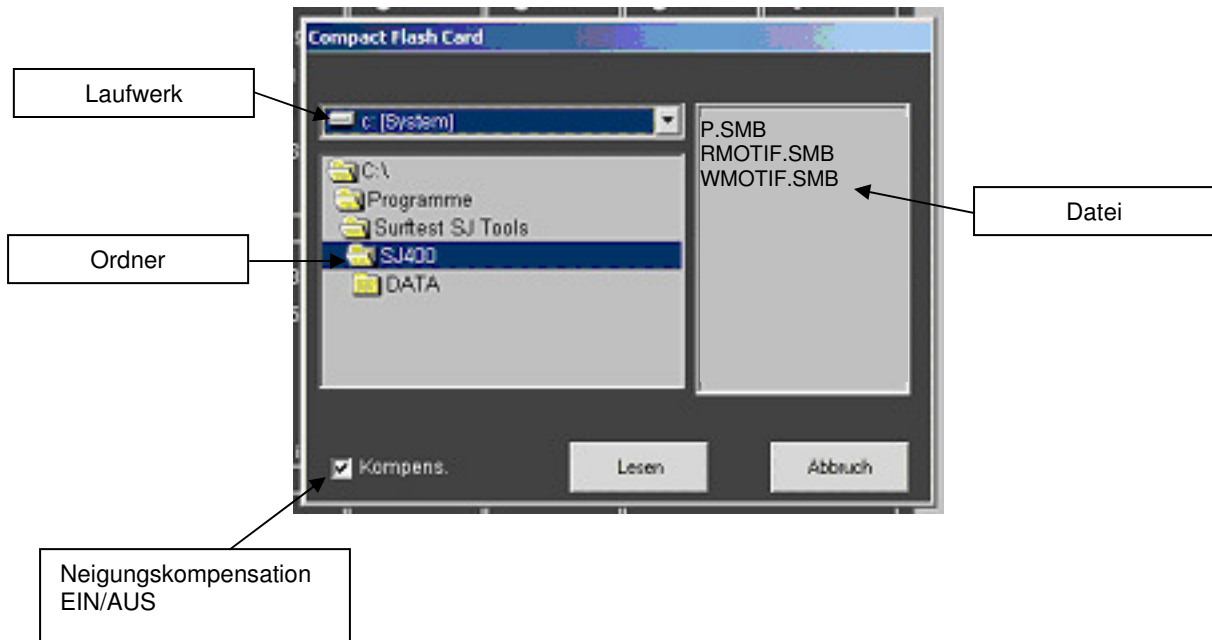 Compact Flash Card
Laufwerk
c: [System]
P.SMB
RMOTIF.SMB
WMOTIF.SMB
C:\
Programme
Surftest SJ Tools
SJ400
DATA
Datei
Ordner
Kompens.
Lesen
Abbruch
Neigungskompensation
EIN/AUS